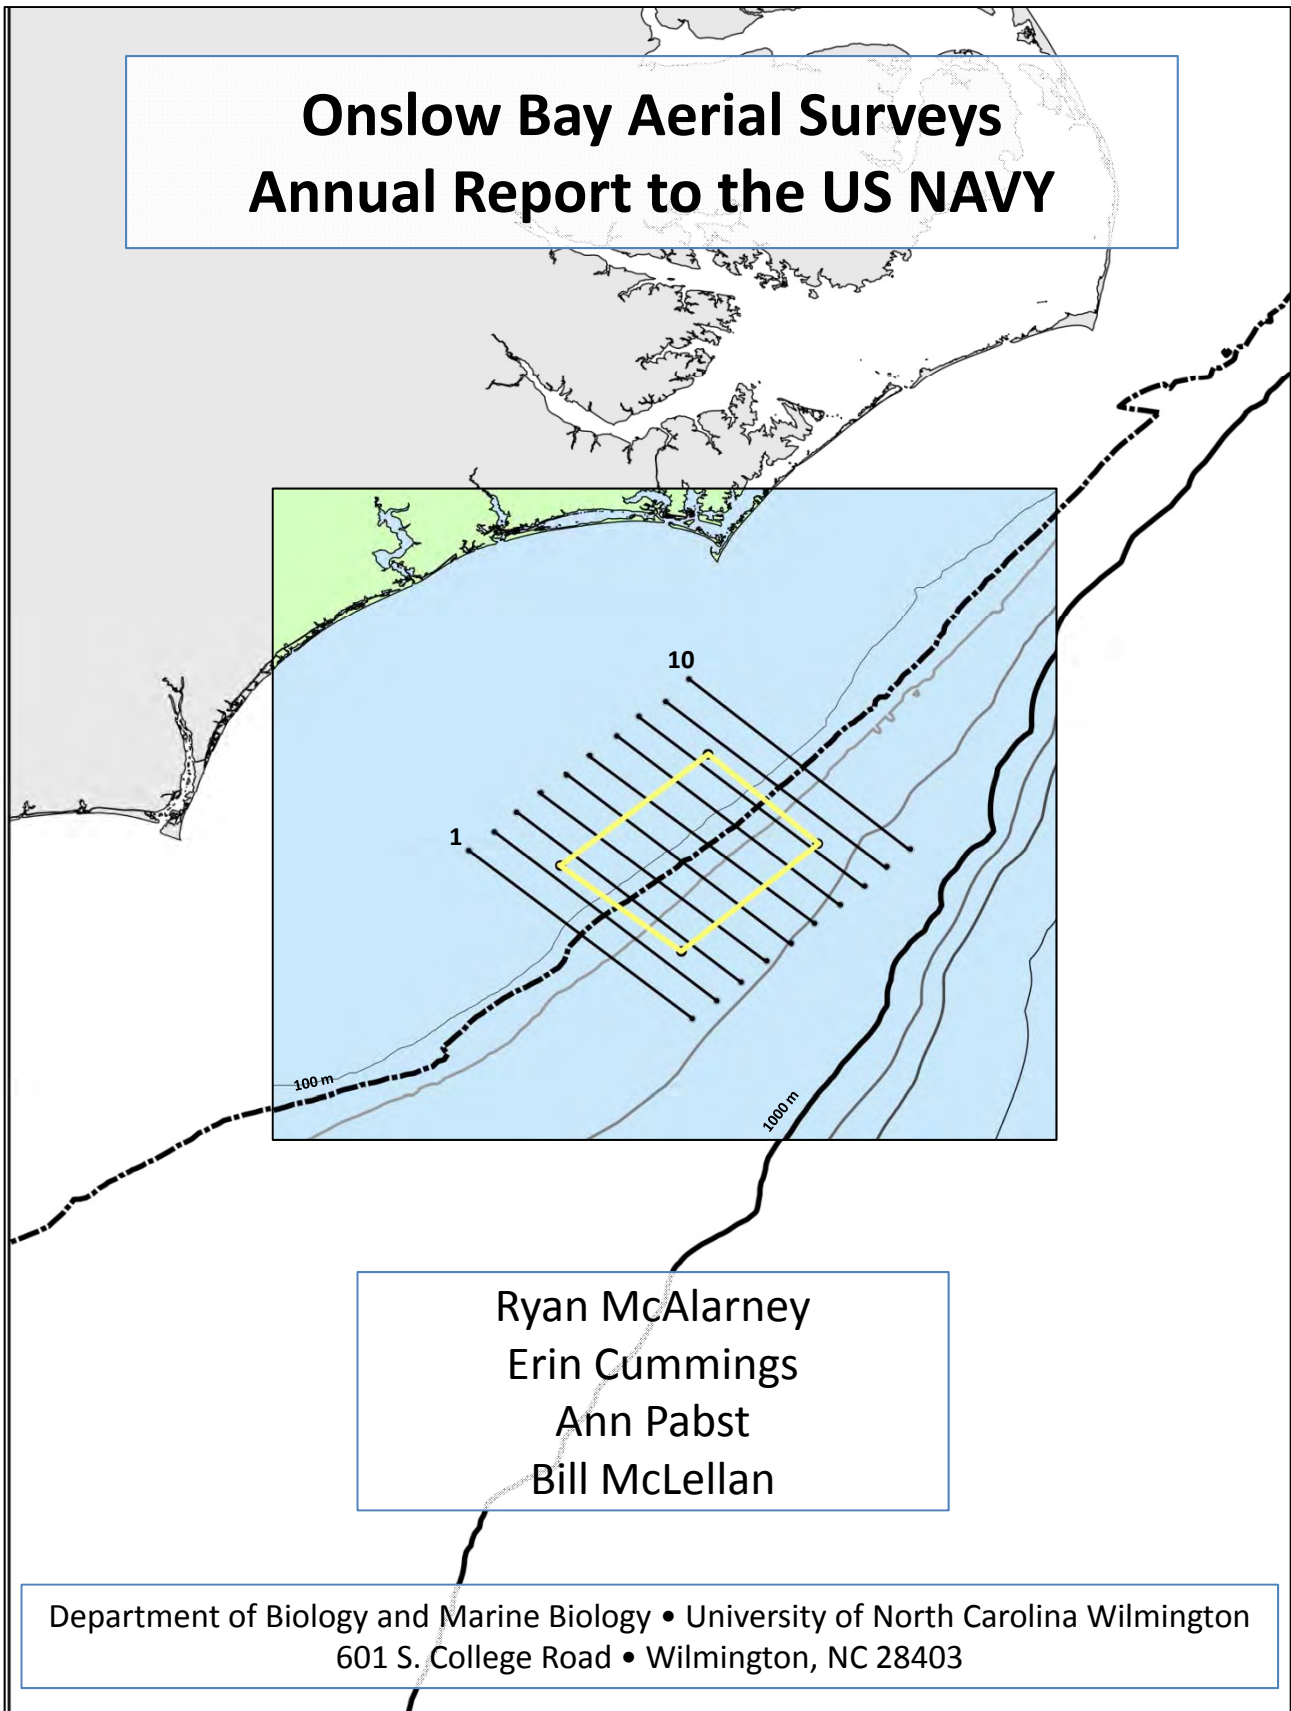 Onslow Bay Aerial Surveys
Annual Report to the US NAVY
10
1
100 m
1000 m
Ryan McAlarney
Erin Cummings
Ann Pabst
Bill McLellan
Department of Biology and Marine Biology • University of North Carolina Wilmington
601 S. College Road • Wilmington, NC 28403